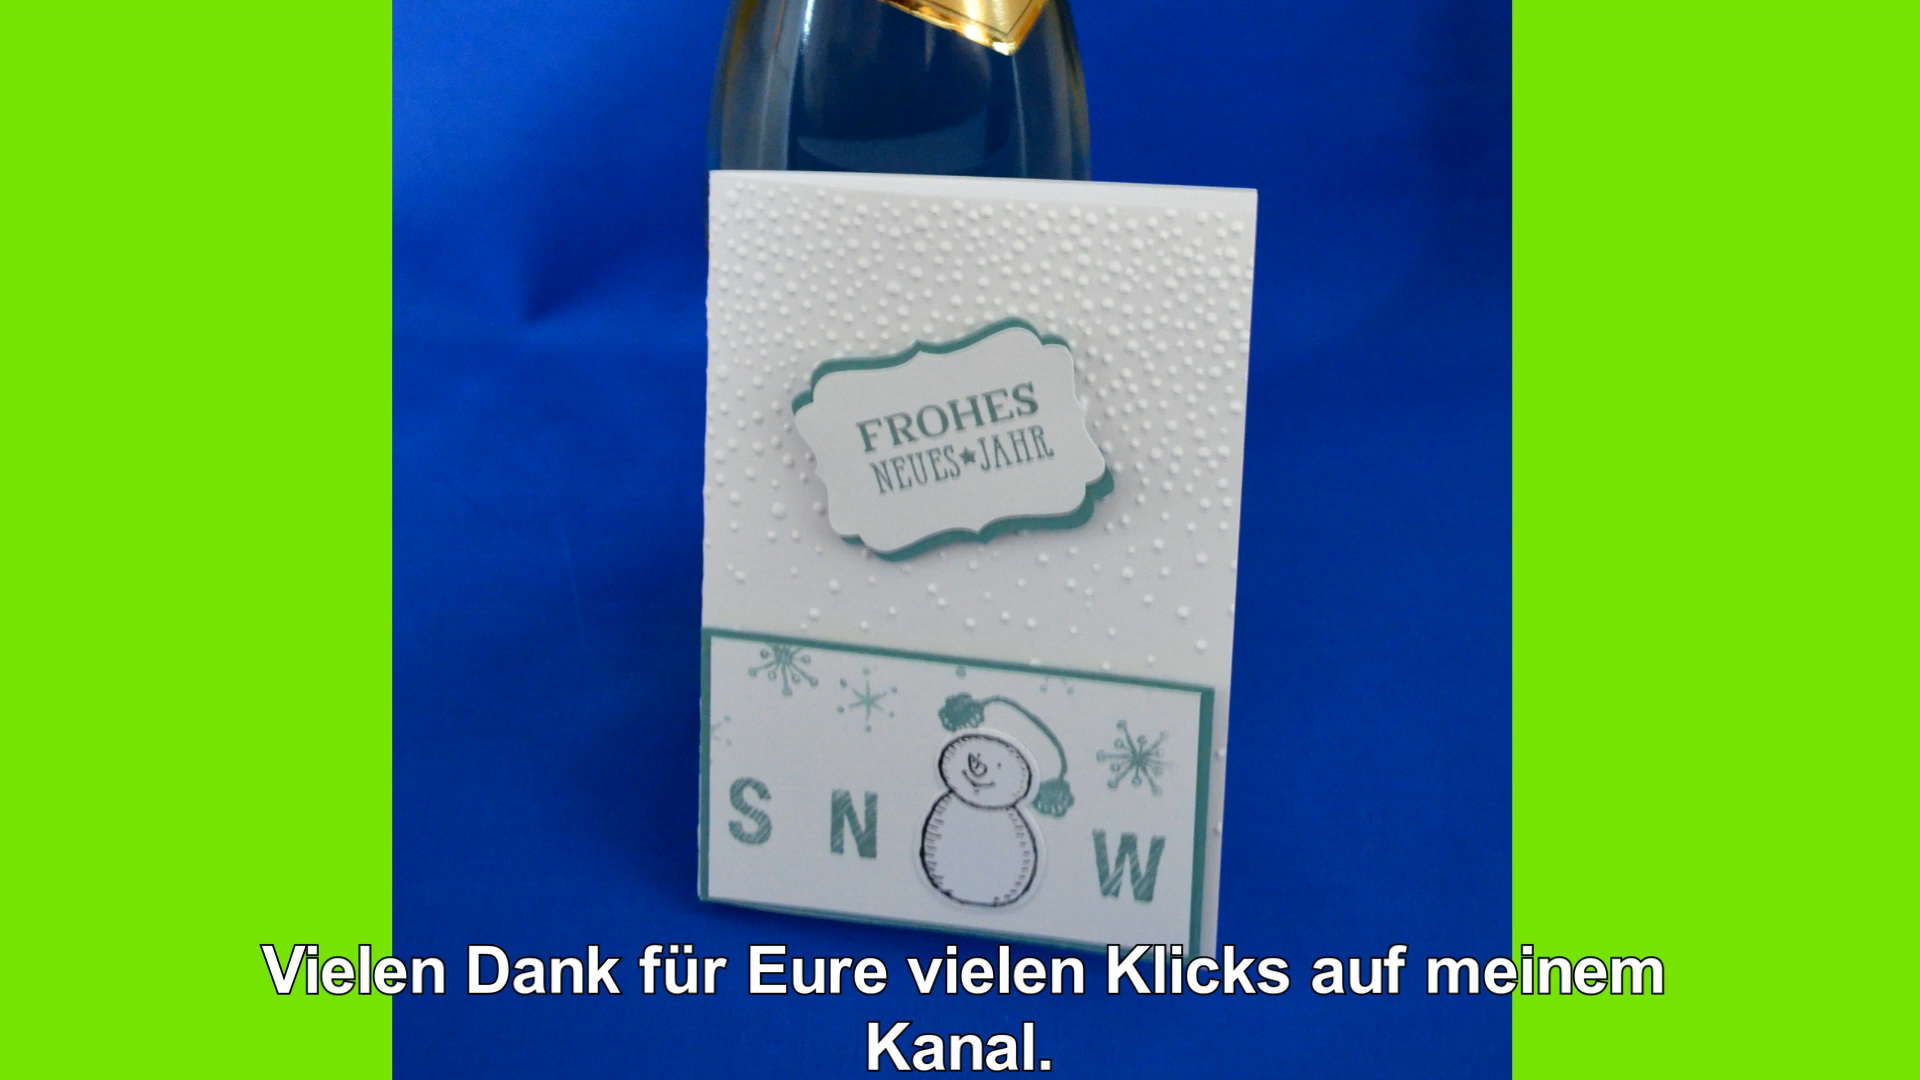 FROHES
NEUES★JAHR
S N W
Vielen Dank für Eure vielen Klicks auf meinem
Kanal.